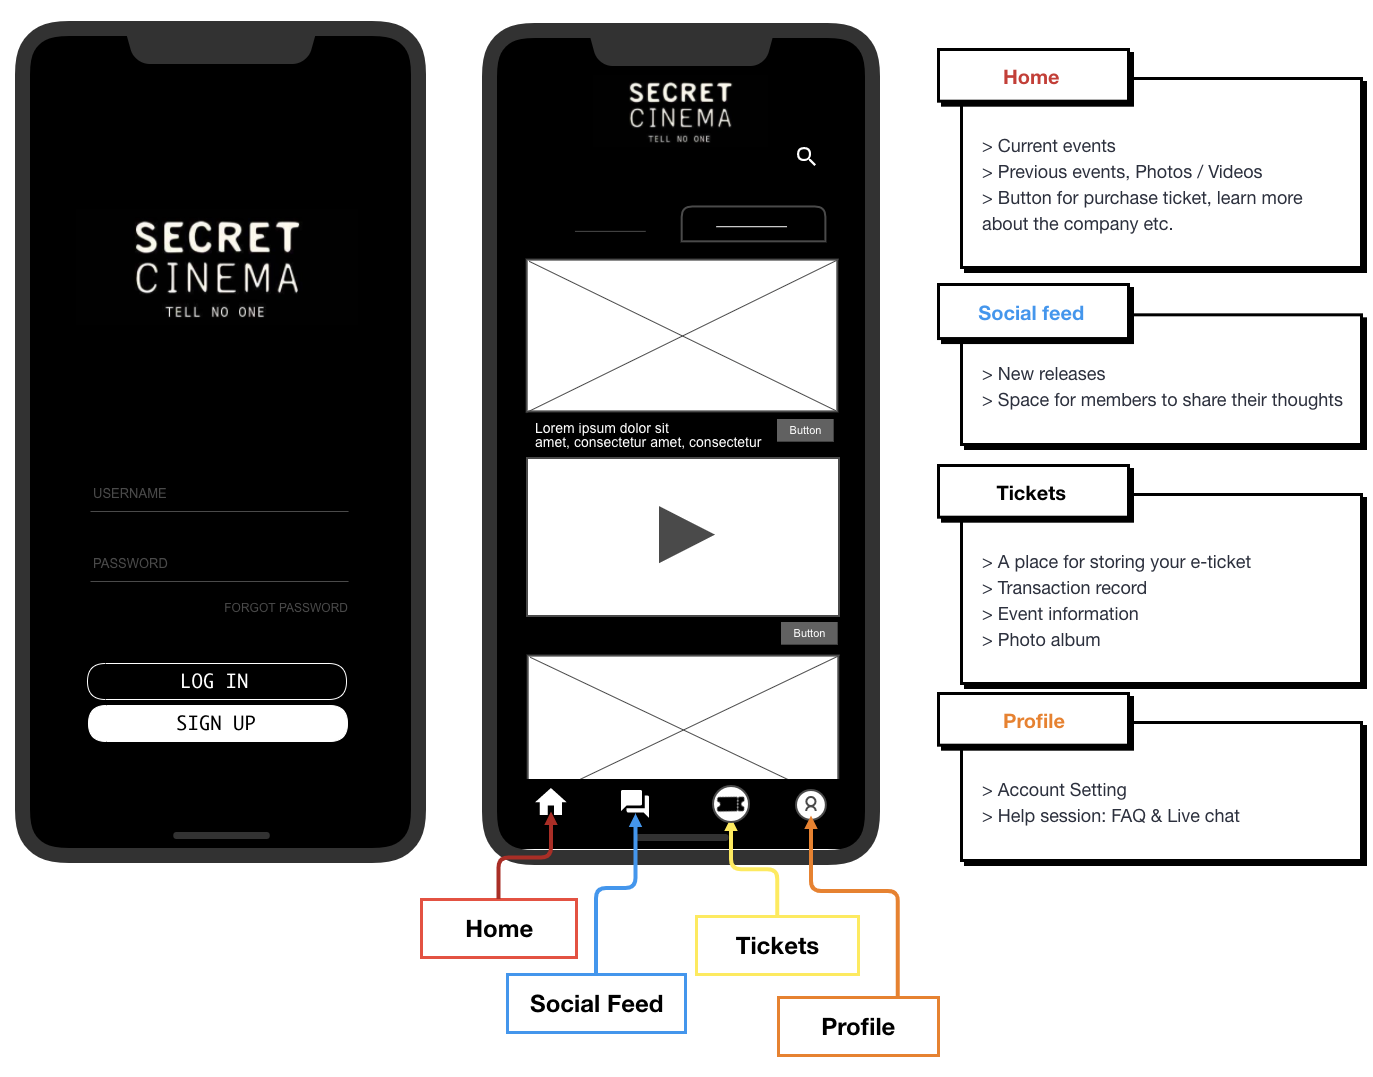 SECRET
CINEMA
TELL NO ONE
USERNAME
PASSWORD
FORGOT PASSWORD
LOG IN
SIGN UP
SECRET
CINEMA
TELL NO ONE
Lorem ipsum dolor sit
amet, consectetur amet, consectetur
Button
Button
Home
Social Feed
Tickets
Profile
Home
> Current events
> Previous events, Photos / Videos
> Button for purchase ticket, learn more
about the company etc.
Social feed
> New releases
> Space for members to share their thoughts
Tickets
> A place for storing your e-ticket
> Transaction record
> Event information
> Photo album
Profile
> Account Setting
> Help session: FAQ & Live chat